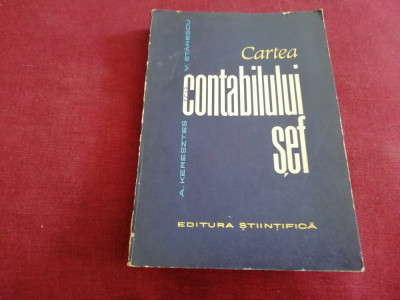 Cartea
contabilului
șef
A. KERESZTES
V. STĂNESCU
EDITURA ȘTIINȚIFICĂ